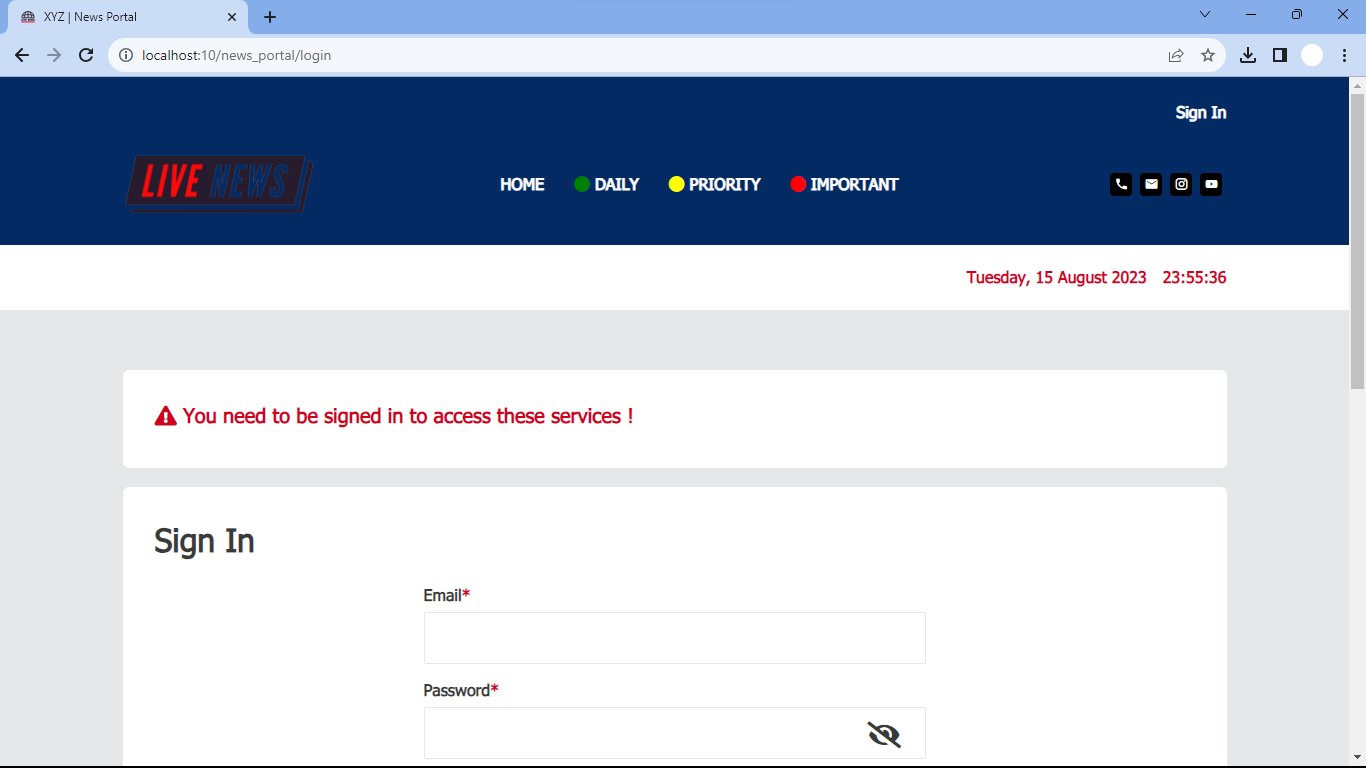 XYZ | News Portal
localhost:10/news_portal/login
Sign In
LIVE NEWS
HOME DAILY PRIORITY IMPORTANT
Tuesday, 15 August 2023 23:55:36
You need to be signed in to access these services !
Sign In
Email*
Password*